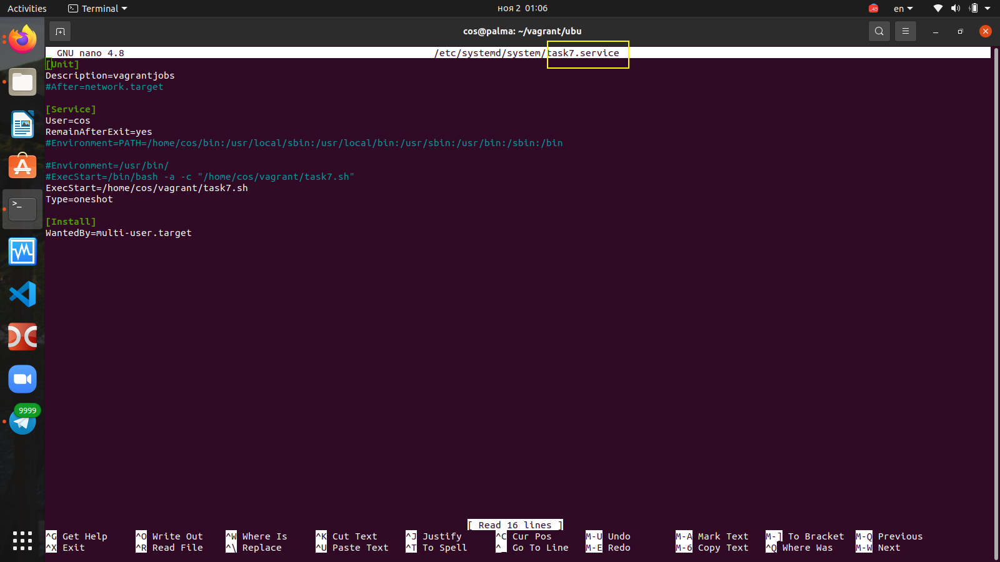 Activities Terminal ноя 2 01:06 .45 en
cos@palma: ~/vagrant/ubu
GNU nano 4.8 /etc/systemd/system/task7.service
[Unit]
Description=vagrantjobs
#After=network.target
[Service]
User=cos
RemainAfterExit=yes
#Environment=PATH=/home/cos/bin:/usr/local/sbin:/usr/local/bin:/usr/sbin:/usr/bin:/sbin:/bin
#Environment=/usr/bin/
#ExecStart=/bin/bash -a -c "/home/cos/vagrant/task7.sh"
ExecStart=/home/cos/vagrant/task7.sh
Type=oneshot
[Install]
WantedBy=multi-user.target
9999
[ Read 16 lines ]
^G Get Help ^O Write Out ^W Where Is ^K Cut Text ^J Justify ^C Cur Pos M-U Undo M-A Mark Text M-] To Bracket M-Q Previous
^X Exit ^R Read File ^\ Replace ^U Paste Text ^T To Spell ^_ Go To Line M-E Redo M-6 Copy Text ^Q Where Was M-W Next